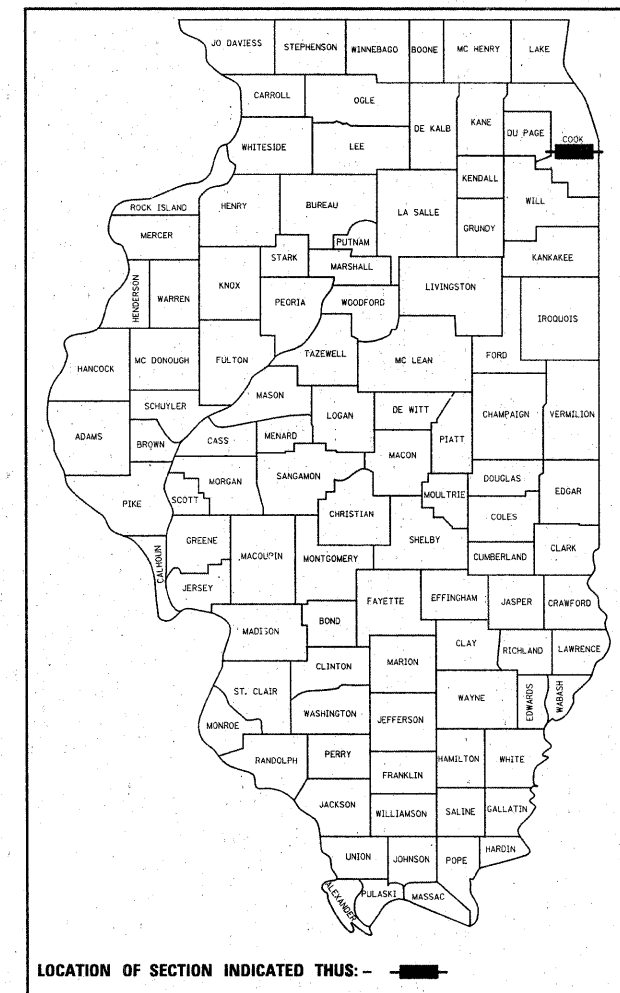 JO DAVIESS STEPHENSON WINNEBAGO BOONE MC HENRY LAKE
CARROLL OGLE
DE KALB KANE DU PAGE COOK
WHITESIDE LEE
KENDALL
ROCK ISLAND HENRY BUREAU LA SALLE GRUNDY WILL
MERCER PUTNAM
STARK MARSHALL KANKAKEE
HENDERSON WARREN KNOX PEORIA WOODFORD LIVINGSTON IROQUOIS
HANCOCK MC DONOUGH FULTON TAZEWELL MC LEAN FORD
MASON
SCHUYLER LOGAN DE WITT CHAMPAIGN VERMILION
ADAMS BROWN CASS MENARD PIATT
MACON
MORGAN SANGAMON DOUGLAS
PIKE SCOTT CHRISTIAN MOULTRIE COLES EDGAR
GREENE SHELBY
CALHOUN MACOUPIN MONTGOMERY CUMBERLAND CLARK
JERSEY
FAYETTE EFFINGHAM JASPER CRAWFORD
MADISON BOND
CLAY RICHLAND LAWRENCE
CLINTON MARION
ST. CLAIR WAYNE EDWARDS WABASH
WASHINGTON JEFFERSON
MONROE
RANDOLPH PERRY HAMILTON WHITE
FRANKLIN
JACKSON WILLIAMSON SALINE GALLATIN
HARDIN
UNION JOHNSON POPE
ALEXANDER PULASKI MASSAC
LOCATION OF SECTION INDICATED THUS: -